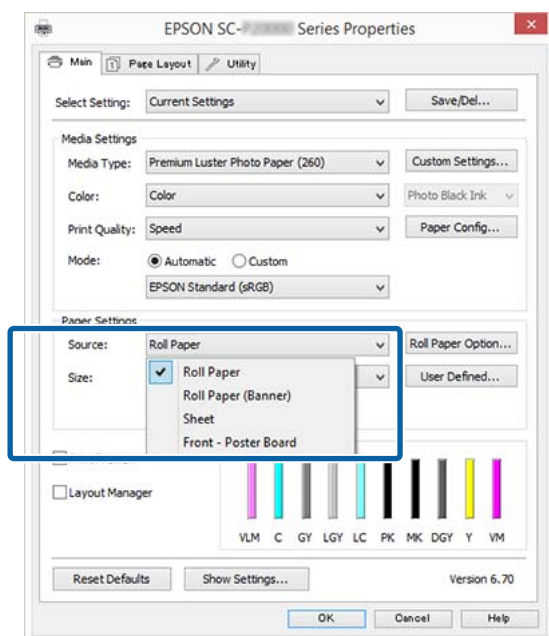 EPSON SC- Series Properties
Main Page Layout Utility
Select Setting: Current Settings Save/Del...
Media Settings
Media Type: Premium Luster Photo Paper (260) Custom Settings...
Color: Color Photo Black Ink
Print Quality: Speed Paper Config...
Mode: Automatic Custom
EPSON Standard (sRGB)
Paper Settings
Source: Roll Paper Roll Paper Option...
Size: Roll Paper User Defined...
Roll Paper (Banner)
Sheet
Front - Poster Board
Layout Manager
VLM C GY LGY LC PK MK DGY Y VM
Reset Defaults Show Settings... Version 6.70
OK Cancel Help